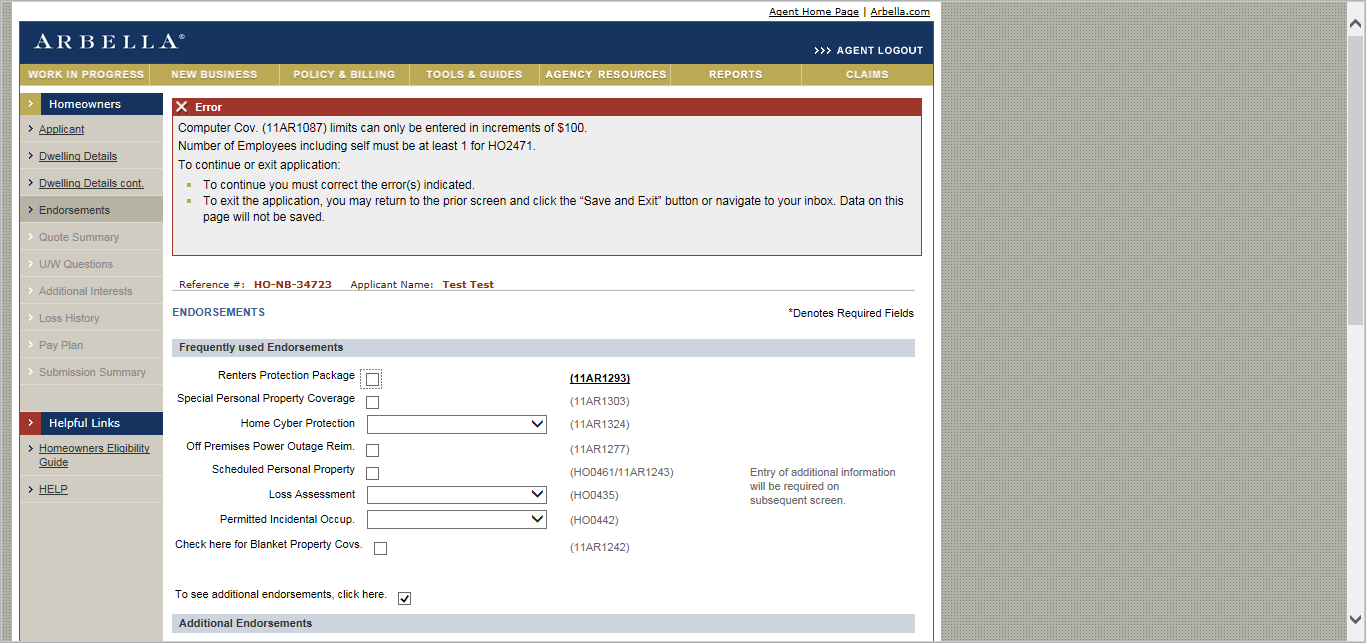 Agent Home Page | Arbella.com
ARBELLA®
>>> AGENT LOGOUT
WORK IN PROGRESS NEW BUSINESS POLICY & BILLING TOOLS & GUIDES AGENCY RESOURCES REPORTS CLAIMS
Homeowners
Applicant
Dwelling Details
Dwelling Details cont.
Endorsements
Quote Summary
U/W Questions
Additional Interests
Loss History
Pay Plan
Submission Summary
Helpful Links
Homeowners Eligibility
Guide
HELP
Error
Computer Cov. (11AR1087) limits can only be entered in increments of $100.
Number of Employees including self must be at least 1 for HO2471.
To continue or exit application:
To continue you must correct the error(s) indicated.
To exit the application, you may return to the prior screen and click the “Save and Exit” button or navigate to your inbox. Data on this
page will not be saved.
Reference #: HO-NB-34723 Applicant Name: Test Test
ENDORSEMENTS
*Denotes Required Fields
Frequently used Endorsements
Renters Protection Package (11AR1293)
Special Personal Property Coverage (11AR1303)
Home Cyber Protection (11AR1324)
Off Premises Power Outage Reim. (11AR1277)
Scheduled Personal Property (HO0461/11AR1243) Entry of additional information
will be required on
subsequent screen.
Loss Assessment (HO0435)
Permitted Incidental Occup. (HO0442)
Check here for Blanket Property Covs. (11AR1242)
To see additional endorsements, click here.
Additional Endorsements